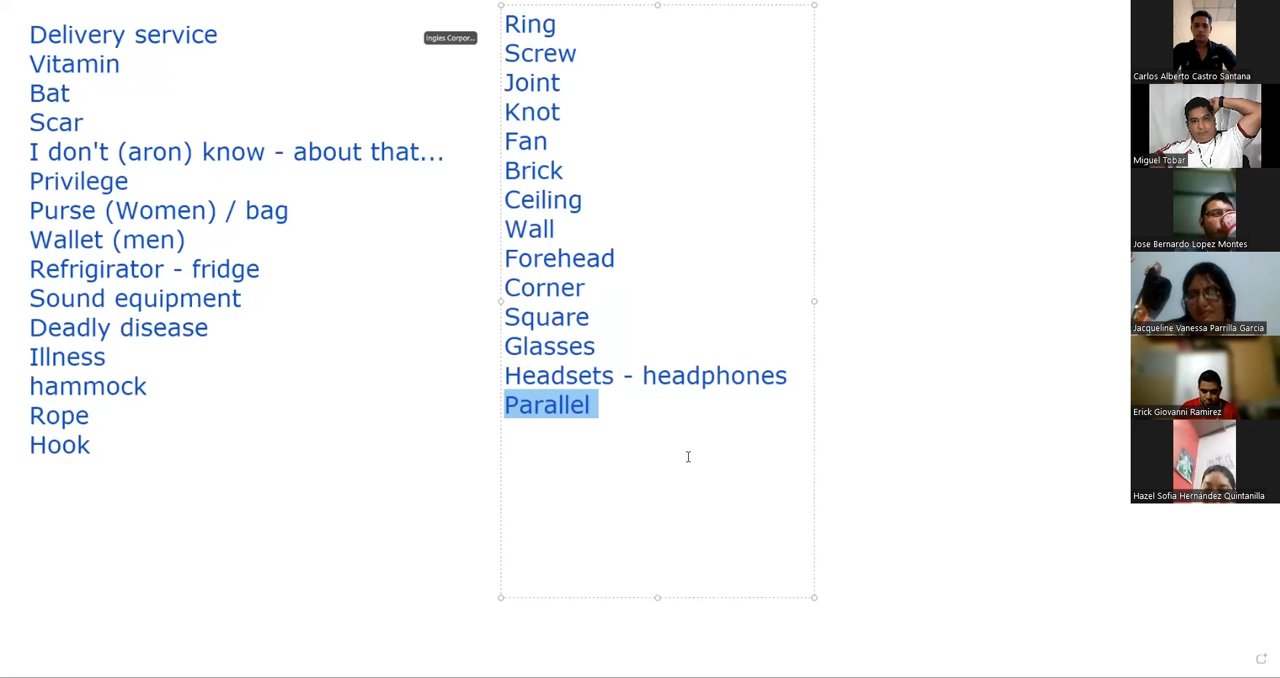 Delivery service
Vitamin
Bat
Scar
I don't (aron) know - about that...
Privilege
Purse (Women) / bag
Wallet (men)
Refrigirator - fridge
Sound equipment
Deadly disease
Illness
hammock
Rope
Hook
Ingles Corpor...
Ring
Screw
Joint
Knot
Fan
Brick
Ceiling
Wall
Forehead
Corner
Square
Glasses
Headsets - headphones
Parallel
Carlos Alberto Castro Santana
Miguel Tobar
Jose Bernardo Lopez Montes
Jacqueline Vanessa Parrilla Garcia
Erick Giovanni Ramirez
Hazel Sofia Hernández Quintanilla